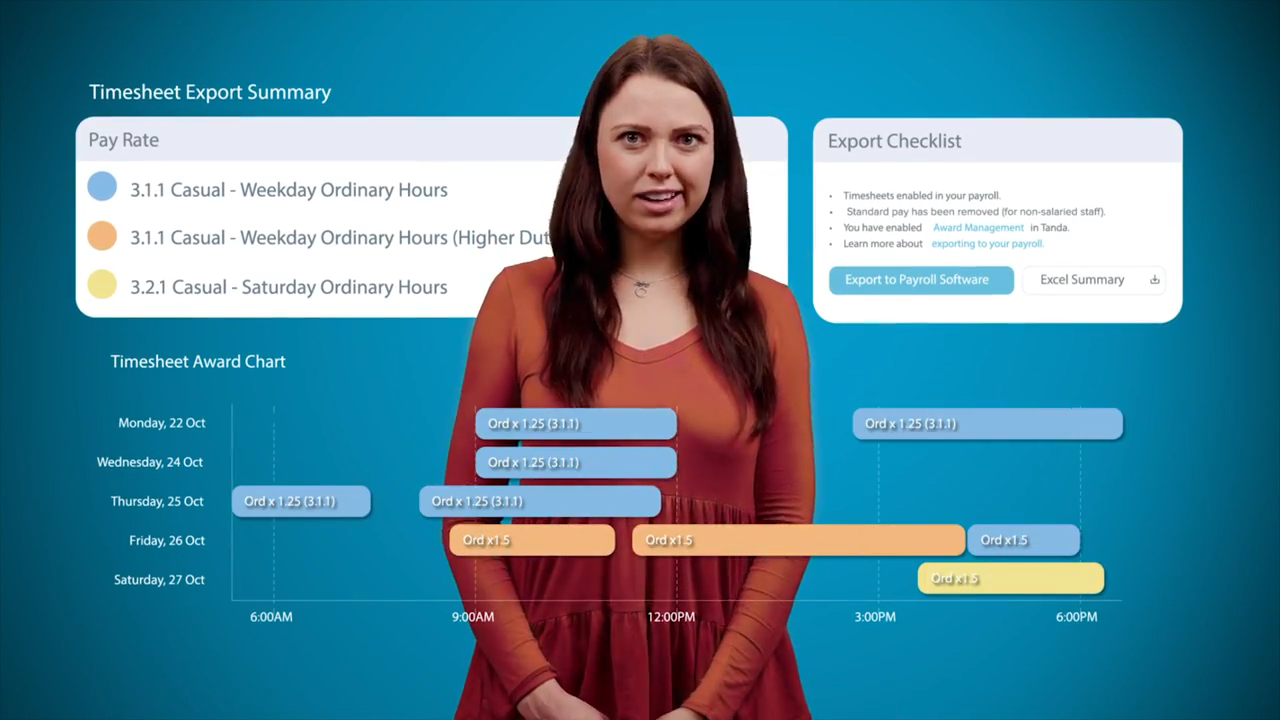 Timesheet Export Summary
Pay Rate
3.1.1 Casual - Weekday Ordinary Hours
3.1.1 Casual - Weekday Ordinary Hours (Higher
3.2.1 Casual - Saturday Ordinary Hours
Export Checklist
• Timesheets enabled in your payroll.
• Standard pay has been removed (for non-salaried staff).
• You have enabled Award Management in Tanda.
• Learn more about exporting to your payroll.
Export to Payroll Software
Excel Summary
Timesheet Award Chart
Monday, 22 Oct
Ord x 1.25 (3.1.1)
Ord x 1.25 (3.1.1)
Wednesday, 24 Oct
Ord x 1.25 (3.1.1)
Thursday, 25 Oct
Ord x 1.25 (3.1.1)
Ord x 1.25 (3.1.1)
Friday, 26 Oct
Ord x1.5
Ord x1.5
Ord x1.5
Saturday, 27 Oct
Ord x1.5
6:00AM
9:00AM
12:00PM
3:00PM
6:00PM